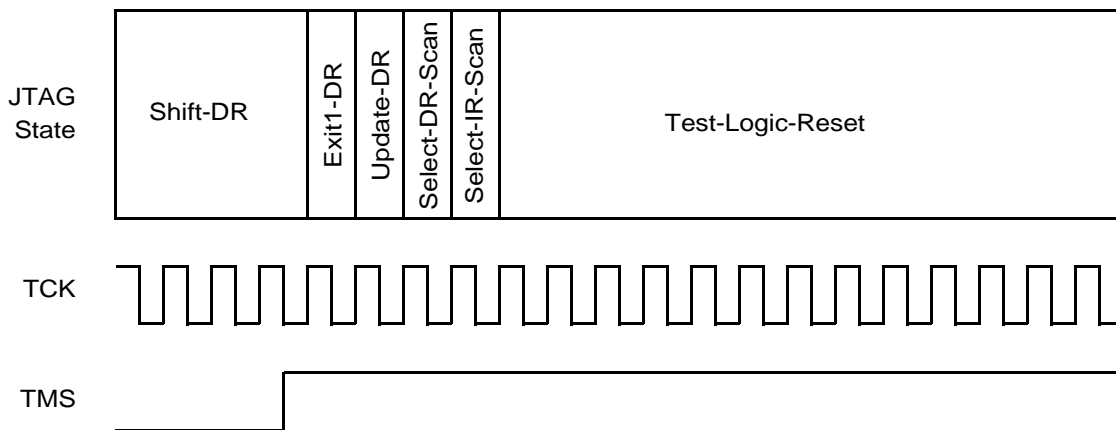 JTAG
State
Shift-DR
Exit1-DR
Update-DR
Select-DR-Scan
Select-IR-Scan
Test-Logic-Reset
TCK
TMS